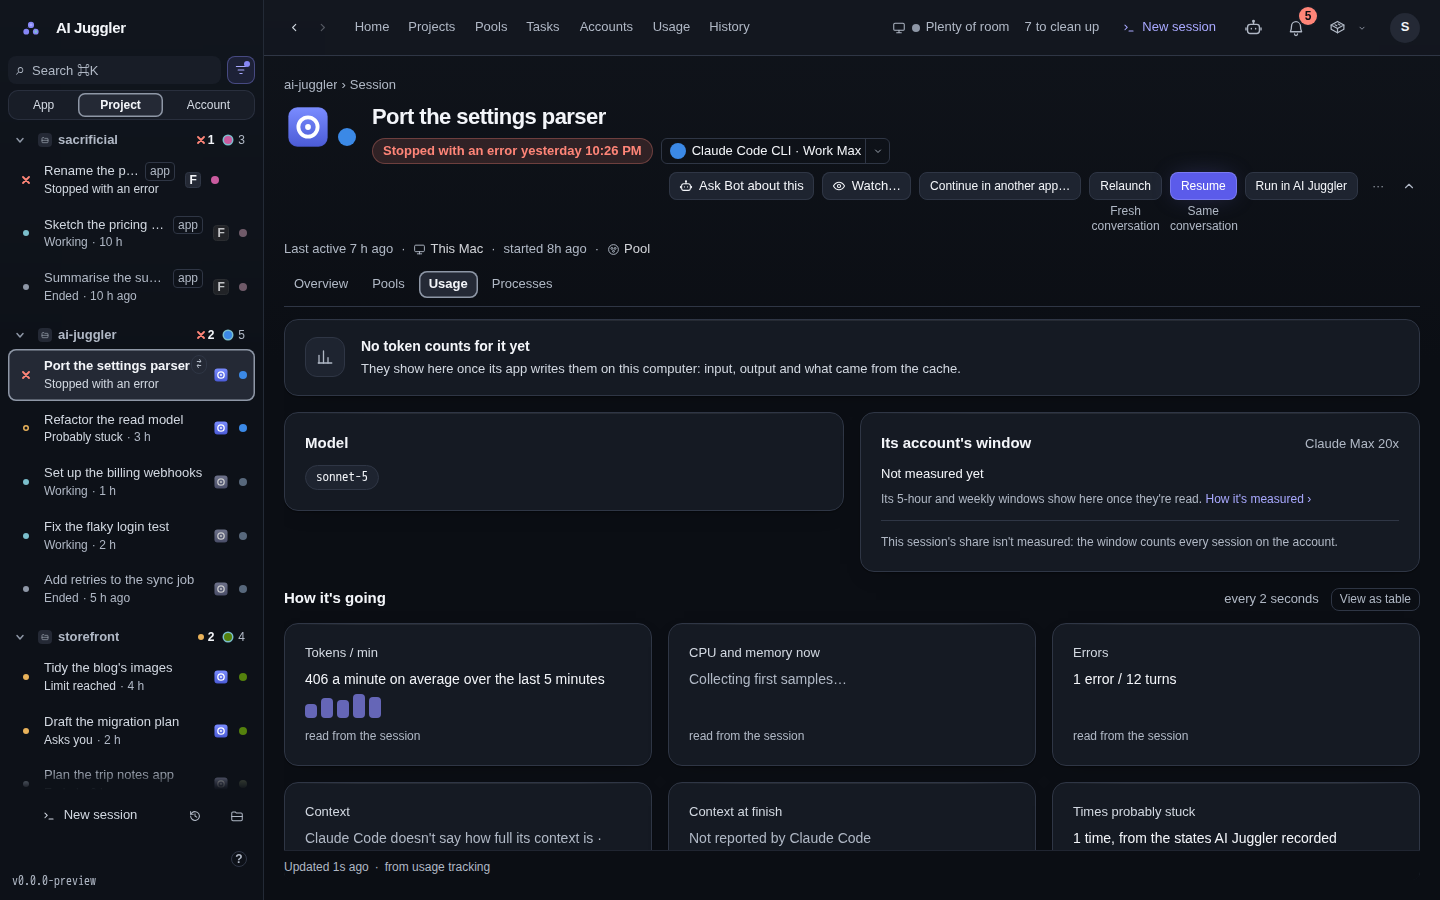 AI Juggler
Home Projects Pools Tasks Accounts Usage History
Plenty of room 7 to clean up New session 5 S
Search ⌘K
App Project Account
sacrificial 1 3
Rename the p… app F
Stopped with an error
Sketch the pricing … app F
Working · 10 h
Summarise the su… app F
Ended · 10 h ago
ai-juggler 2 5
Port the settings parser
Stopped with an error
Refactor the read model
Probably stuck · 3 h
Set up the billing webhooks
Working · 1 h
Fix the flaky login test
Working · 2 h
Add retries to the sync job
Ended · 5 h ago
storefront 2 4
Tidy the blog's images
Limit reached · 4 h
Draft the migration plan
Asks you · 2 h
Plan the trip notes app
New session
?
v0.0.0-preview
ai-juggler › Session
Port the settings parser
Stopped with an error yesterday 10:26 PM Claude Code CLI · Work Max
Ask Bot about this Watch… Continue in another app… Relaunch Resume Run in AI Juggler …
Fresh conversation Same conversation
Last active 7 h ago · This Mac · started 8h ago · Pool
Overview Pools Usage Processes
No token counts for it yet
They show here once its app writes them on this computer: input, output and what came from the cache.
Model
sonnet-5
Its account's window Claude Max 20x
Not measured yet
Its 5-hour and weekly windows show here once they're read. How it's measured ›
This session's share isn't measured: the window counts every session on the account.
How it's going every 2 seconds View as table
Tokens / min
406 a minute on average over the last 5 minutes
read from the session
CPU and memory now
Collecting first samples…
read from the session
Errors
1 error / 12 turns
read from the session
Context
Claude Code doesn't say how full its context is ·
Context at finish
Not reported by Claude Code
Times probably stuck
1 time, from the states AI Juggler recorded
Updated 1s ago · from usage tracking